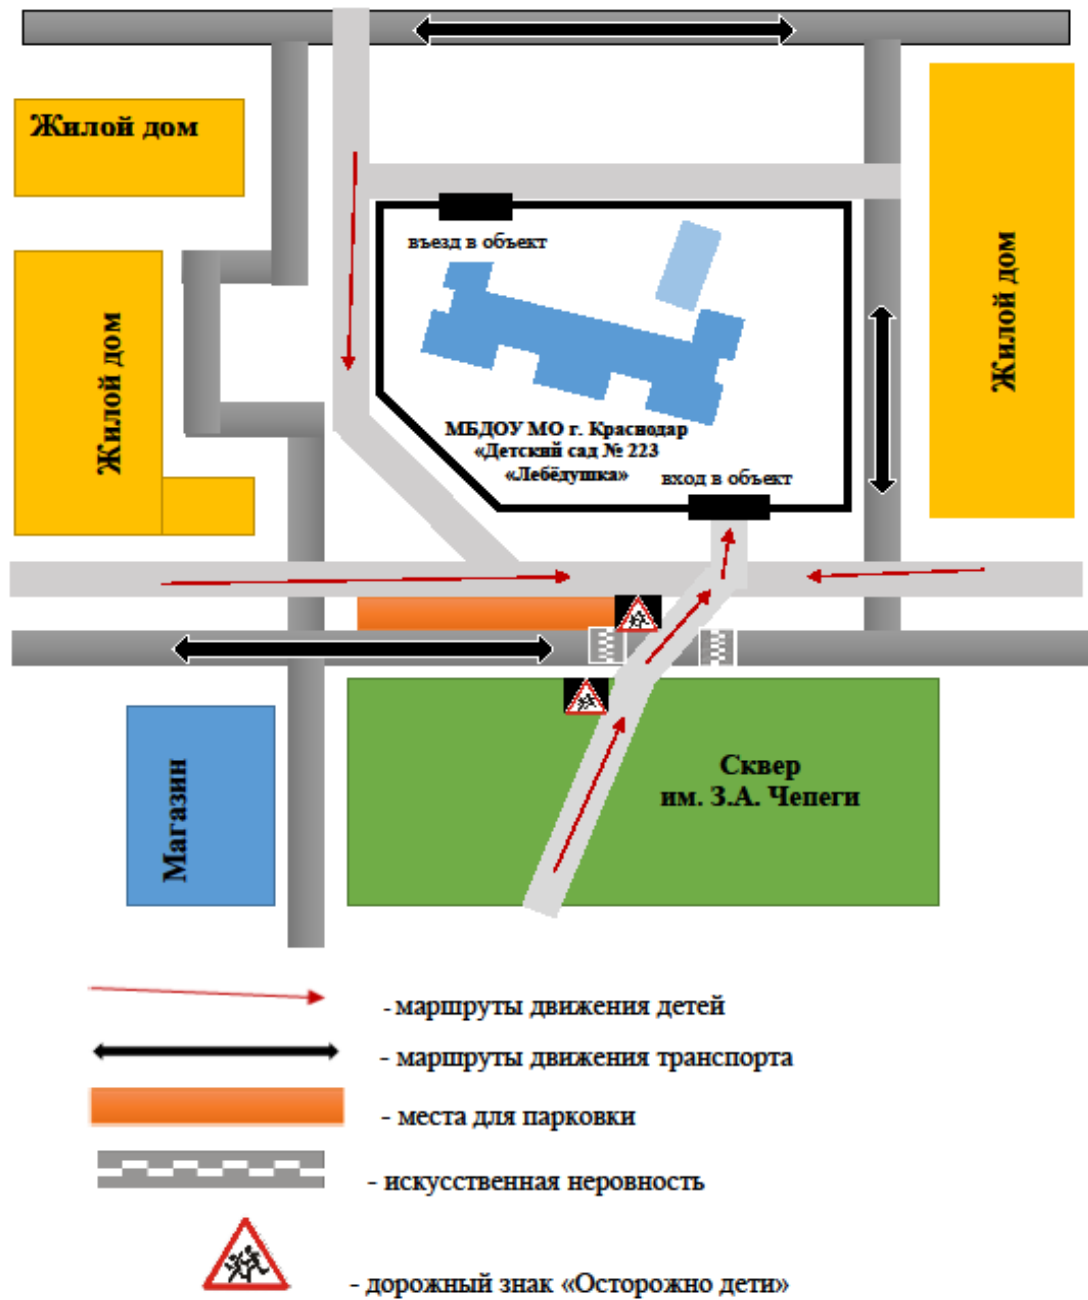 Жилой дом
въезд в объект
Жилой дом
Жилой дом
МБДОУ МО г. Краснодар
«Детский сад № 223
«Лебёдушка»
вход в объект
Магазин
Сквер
им. З.А. Чепеги
- маршруты движения детей
- маршруты движения транспорта
- места для парковки
- искусственная неровность
- дорожный знак «Осторожно дети»